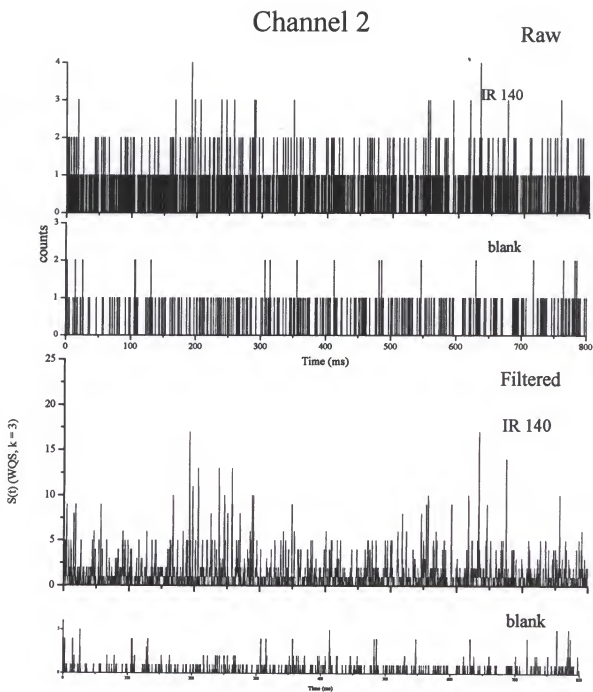 Channel 2
Raw
4
3
2
1
0
IR 140
counts
3
2
1
0
blank
0 100 200 300 400 500 600 700 800
Time (ms)
S(t) (WQS, k = 3)
25
20
15
10
5
0
Filtered
IR 140
blank
Time (ms)